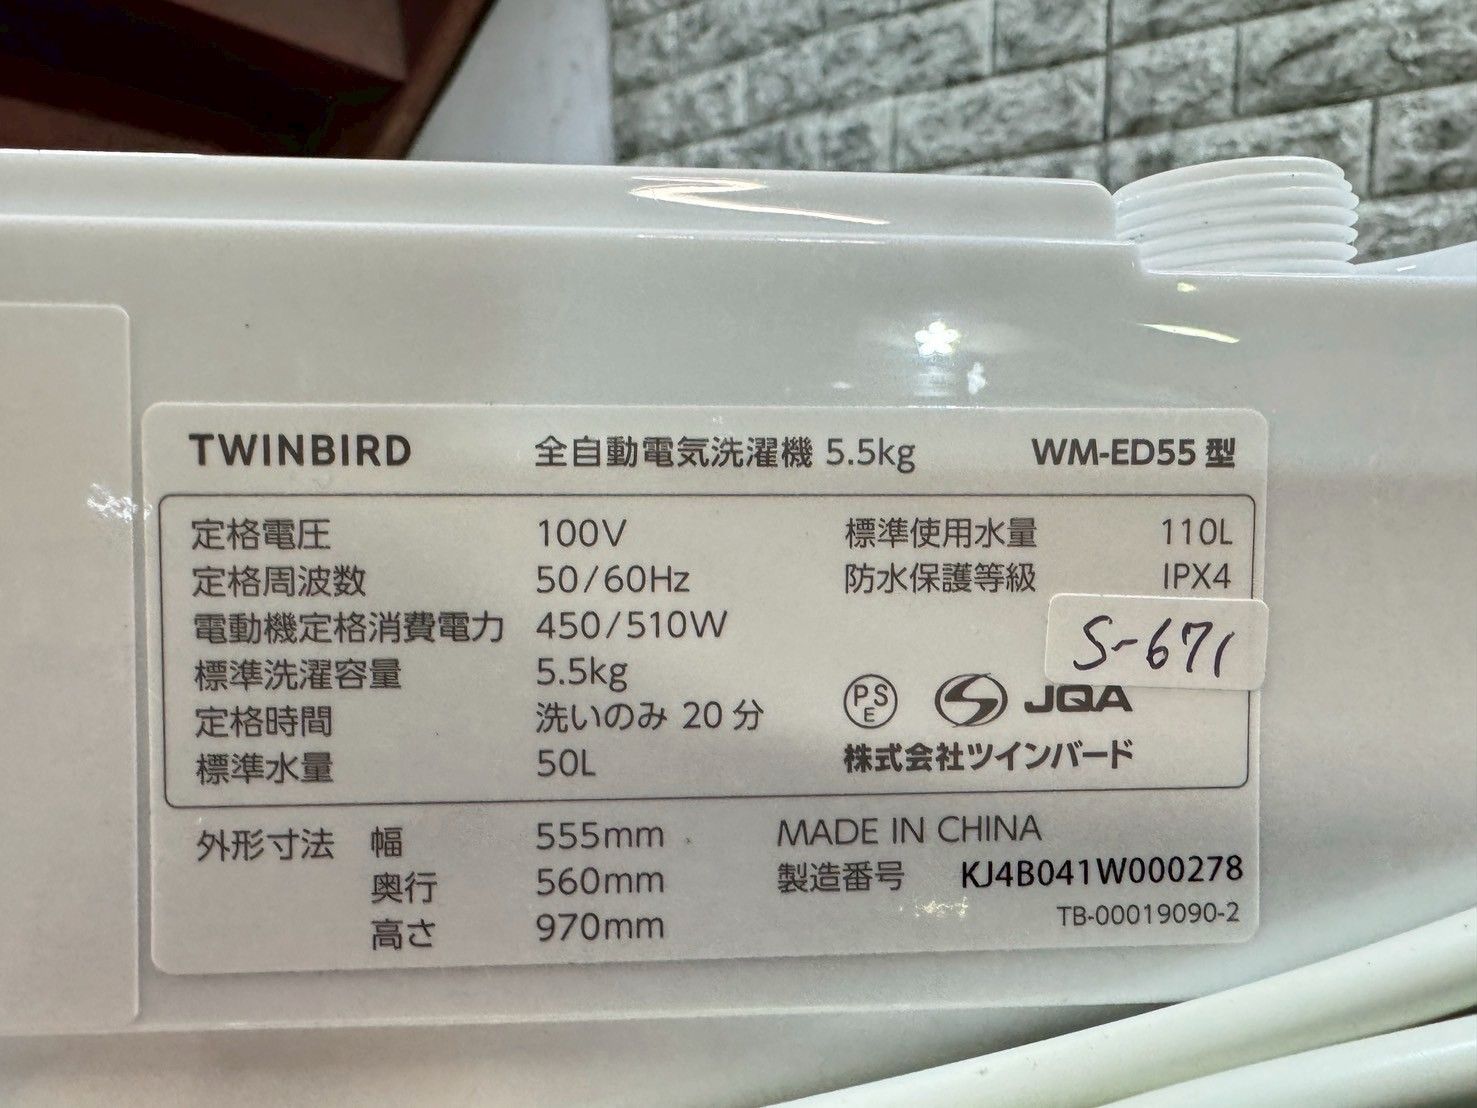 TWINBIRD 全自動電気洗濯機 5.5kg WM-ED55 型
定格電圧 100V 標準使用水量 110L
定格周波数 50/60Hz 防水保護等級 IPX4
電動機定格消費電力 450/510W
S-671
標準洗濯容量 5.5kg
PSE S JQA
定格時間 洗いのみ 20 分
株式会社ツインバード
標準水量 50L
外形寸法 幅 555mm MADE IN CHINA
奥行 560mm 製造番号 KJ4B041W000278
高さ 970mm TB-00019090-2